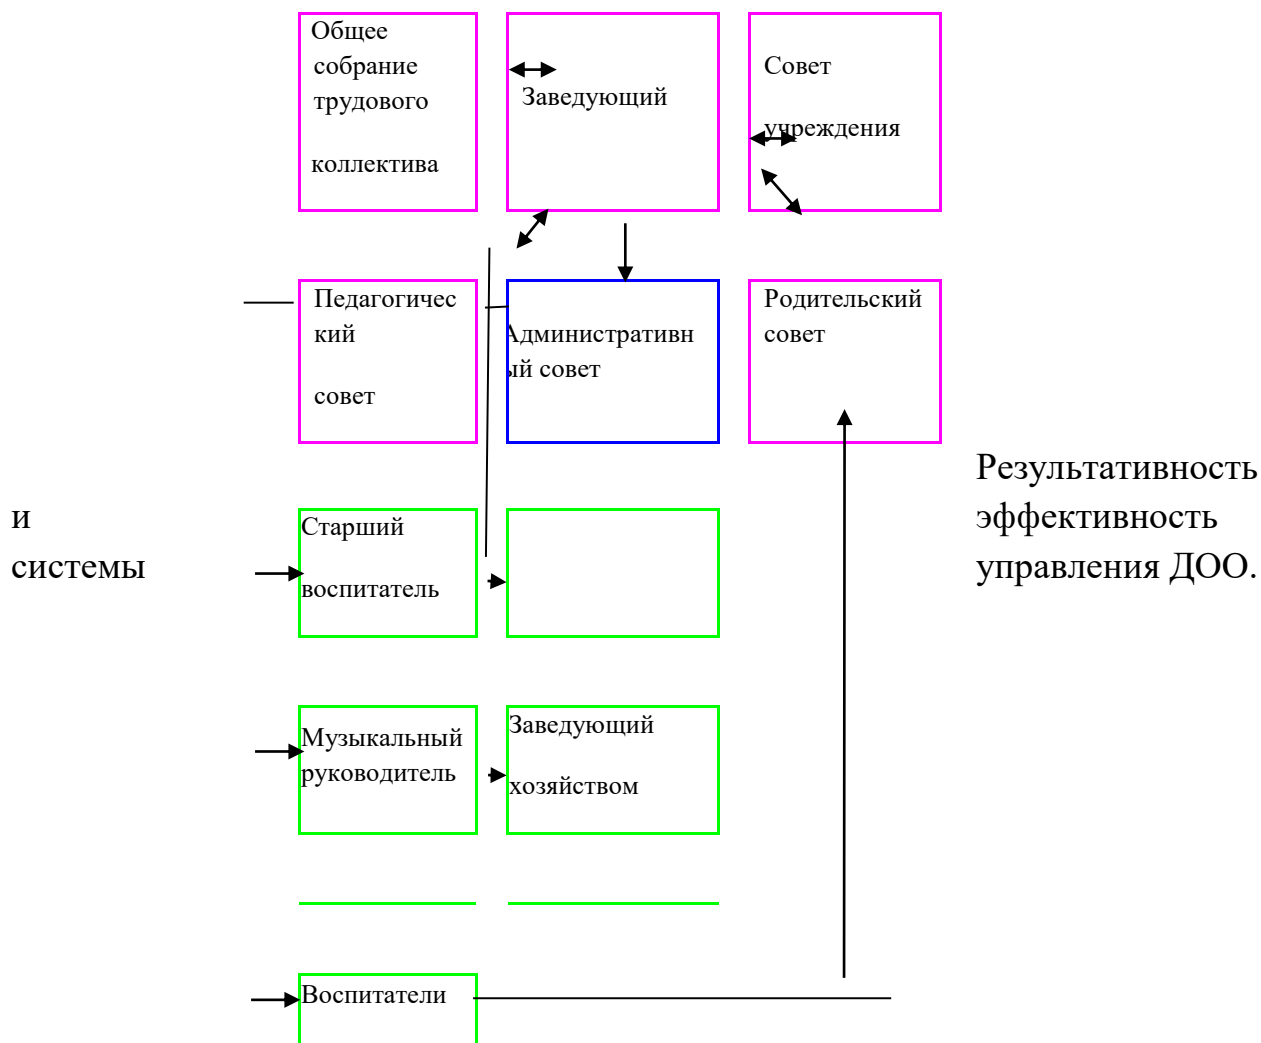 Общее
собрание
трудового
коллектива
Заведующий
Совет
учреждения
Педагогичес
кий
совет
Административн
ый совет
Родительский
совет
и
системы
Результативность
эффективность
управления ДОО.
Старший
воспитатель
Музыкальный
руководитель
Заведующий
хозяйством
Воспитатели